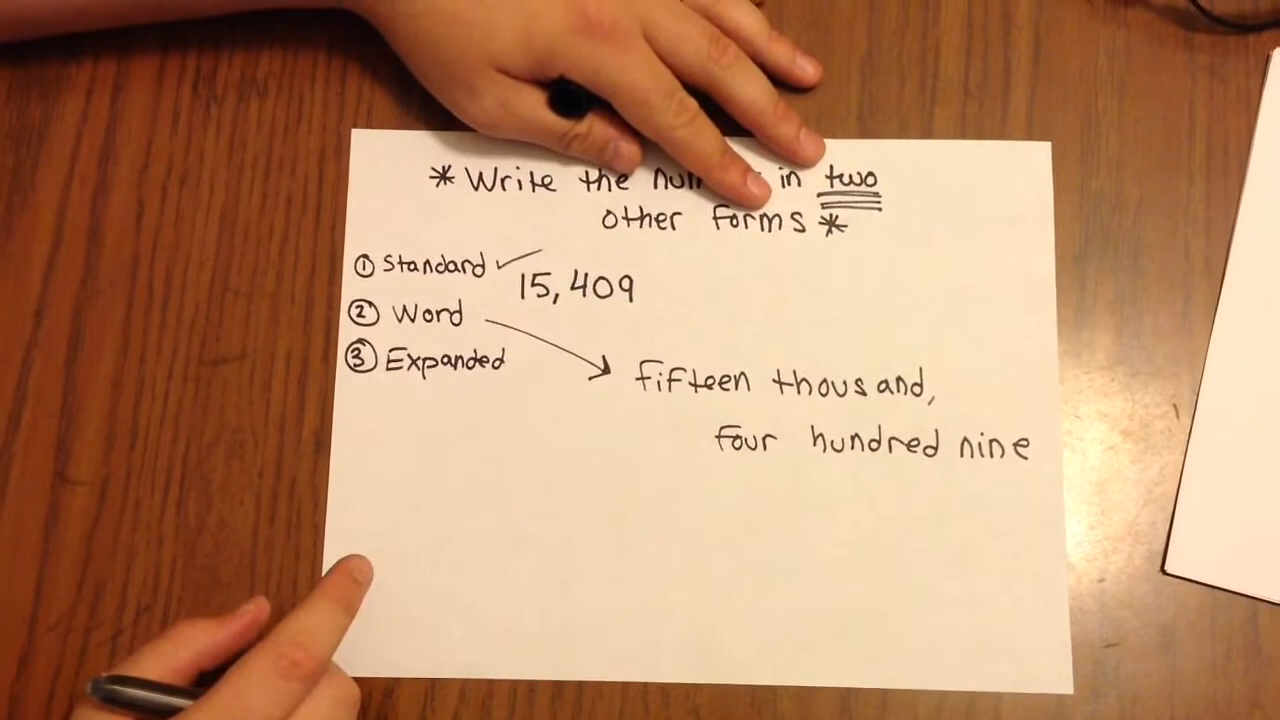 *Write the in two
other forms *
① Standard ✓
15,409
② Word
③ Expanded
fifteen thousand,
four hundred nine